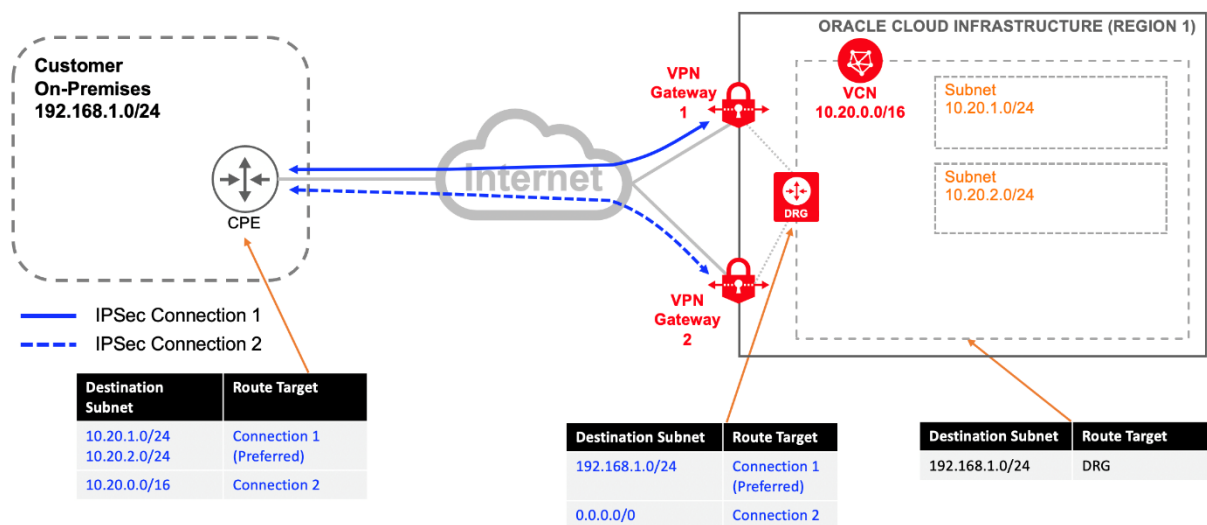 ORACLE CLOUD INFRASTRUCTURE (REGION 1)
Customer
On-Premises
192.168.1.0/24
VPN
Gateway
1
VCN
10.20.0.0/16
Subnet
10.20.1.0/24
Subnet
10.20.2.0/24
Internet
CPE
DRG
VPN
Gateway
2
IPSec Connection 1
IPSec Connection 2
Destination Subnet Route Target
10.20.1.0/24 Connection 1
10.20.2.0/24 (Preferred)
10.20.0.0/16 Connection 2
Destination Subnet Route Target
192.168.1.0/24 Connection 1
(Preferred)
0.0.0.0/0 Connection 2
Destination Subnet Route Target
192.168.1.0/24 DRG